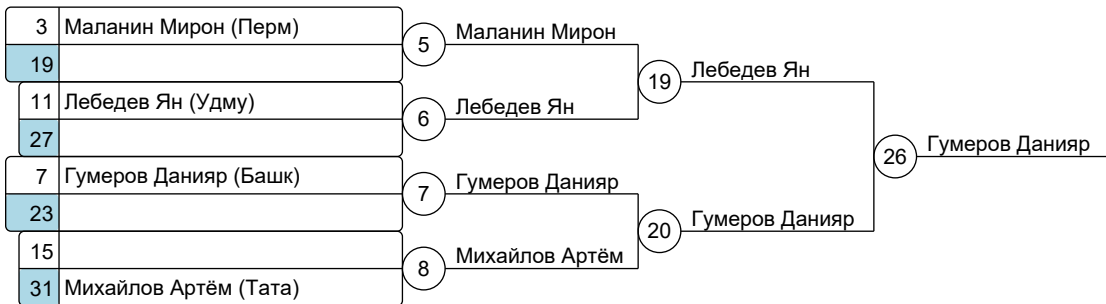 3 Маланин Мирон (Перм)
19
5 Маланин Мирон
11 Лебедев Ян (Удму)
27
6 Лебедев Ян
19 Лебедев Ян
7 Гумеров Данияр (Башк)
23
7 Гумеров Данияр
15
31 Михайлов Артём (Тата)
8 Михайлов Артём
20 Гумеров Данияр
26 Гумеров Данияр